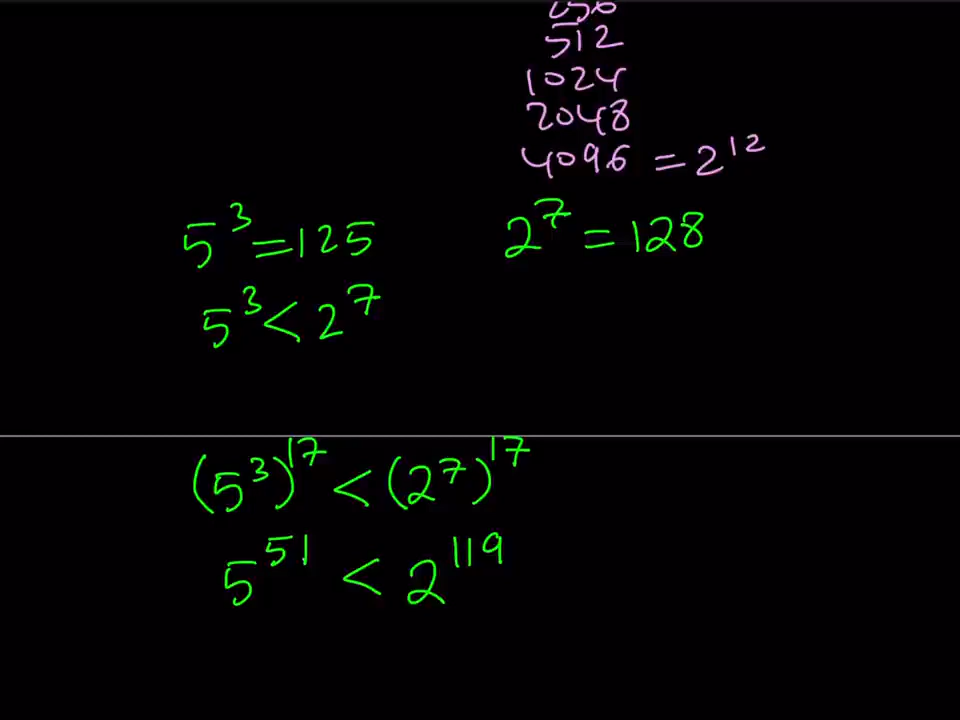 256
512
1024
2048
4096 = 2^12
5^3 = 125
2^7 = 128
5^3 < 2^7
(5^3)^17 < (2^7)^17
5^51 < 2^119